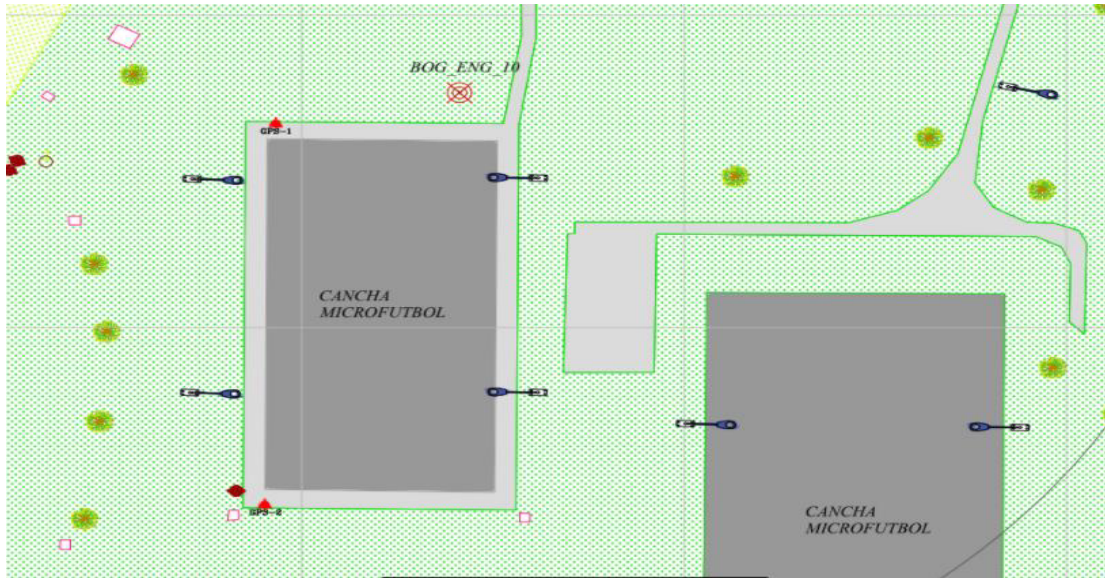 BOG_ENG_10
GPS-1
CANCHA
MICROFUTBOL
GPS-2
CANCHA
MICROFUTBOL